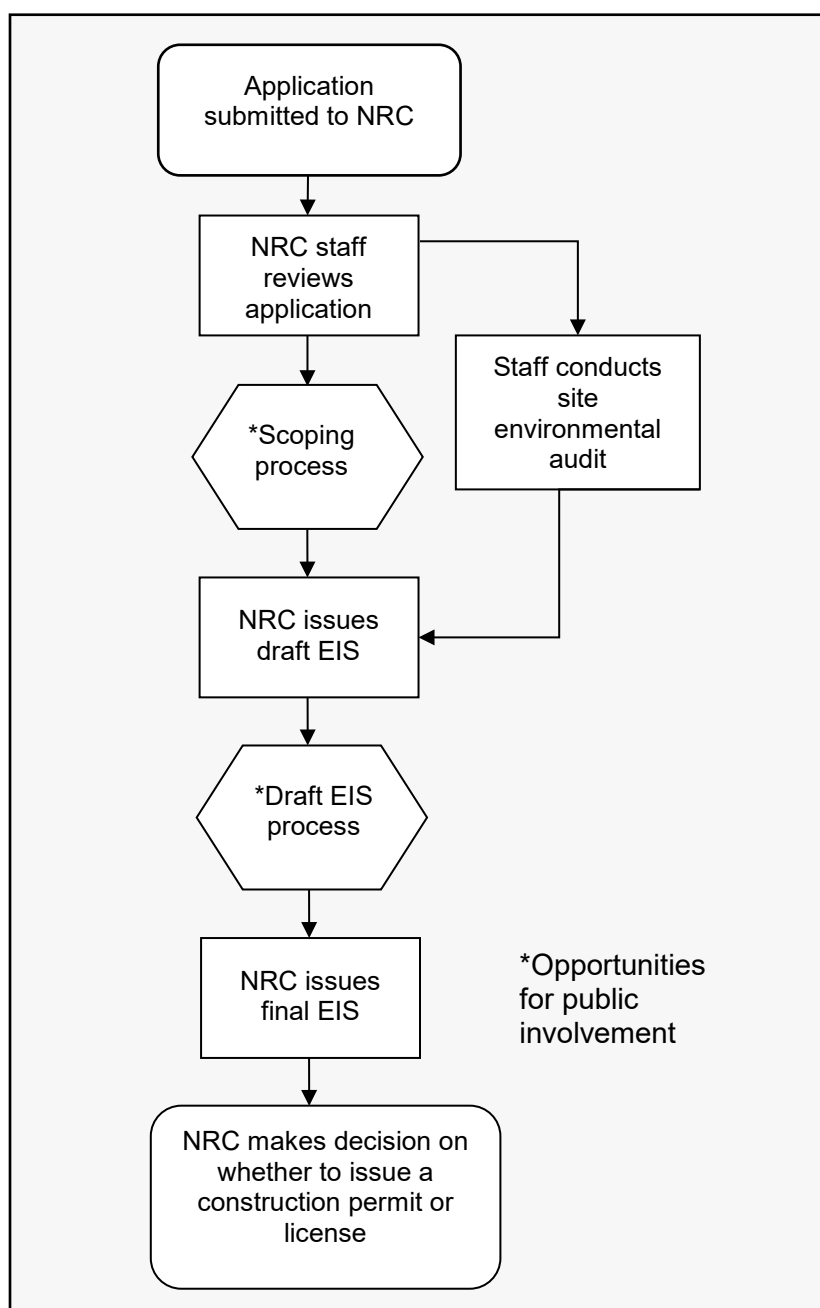 Application
submitted to NRC
NRC staff
reviews
application
Staff conducts
site
environmental
audit
*Scoping
process
NRC issues
draft EIS
*Draft EIS
process
NRC issues
final EIS
*Opportunities
for public
involvement
NRC makes decision on
whether to issue a
construction permit or
license